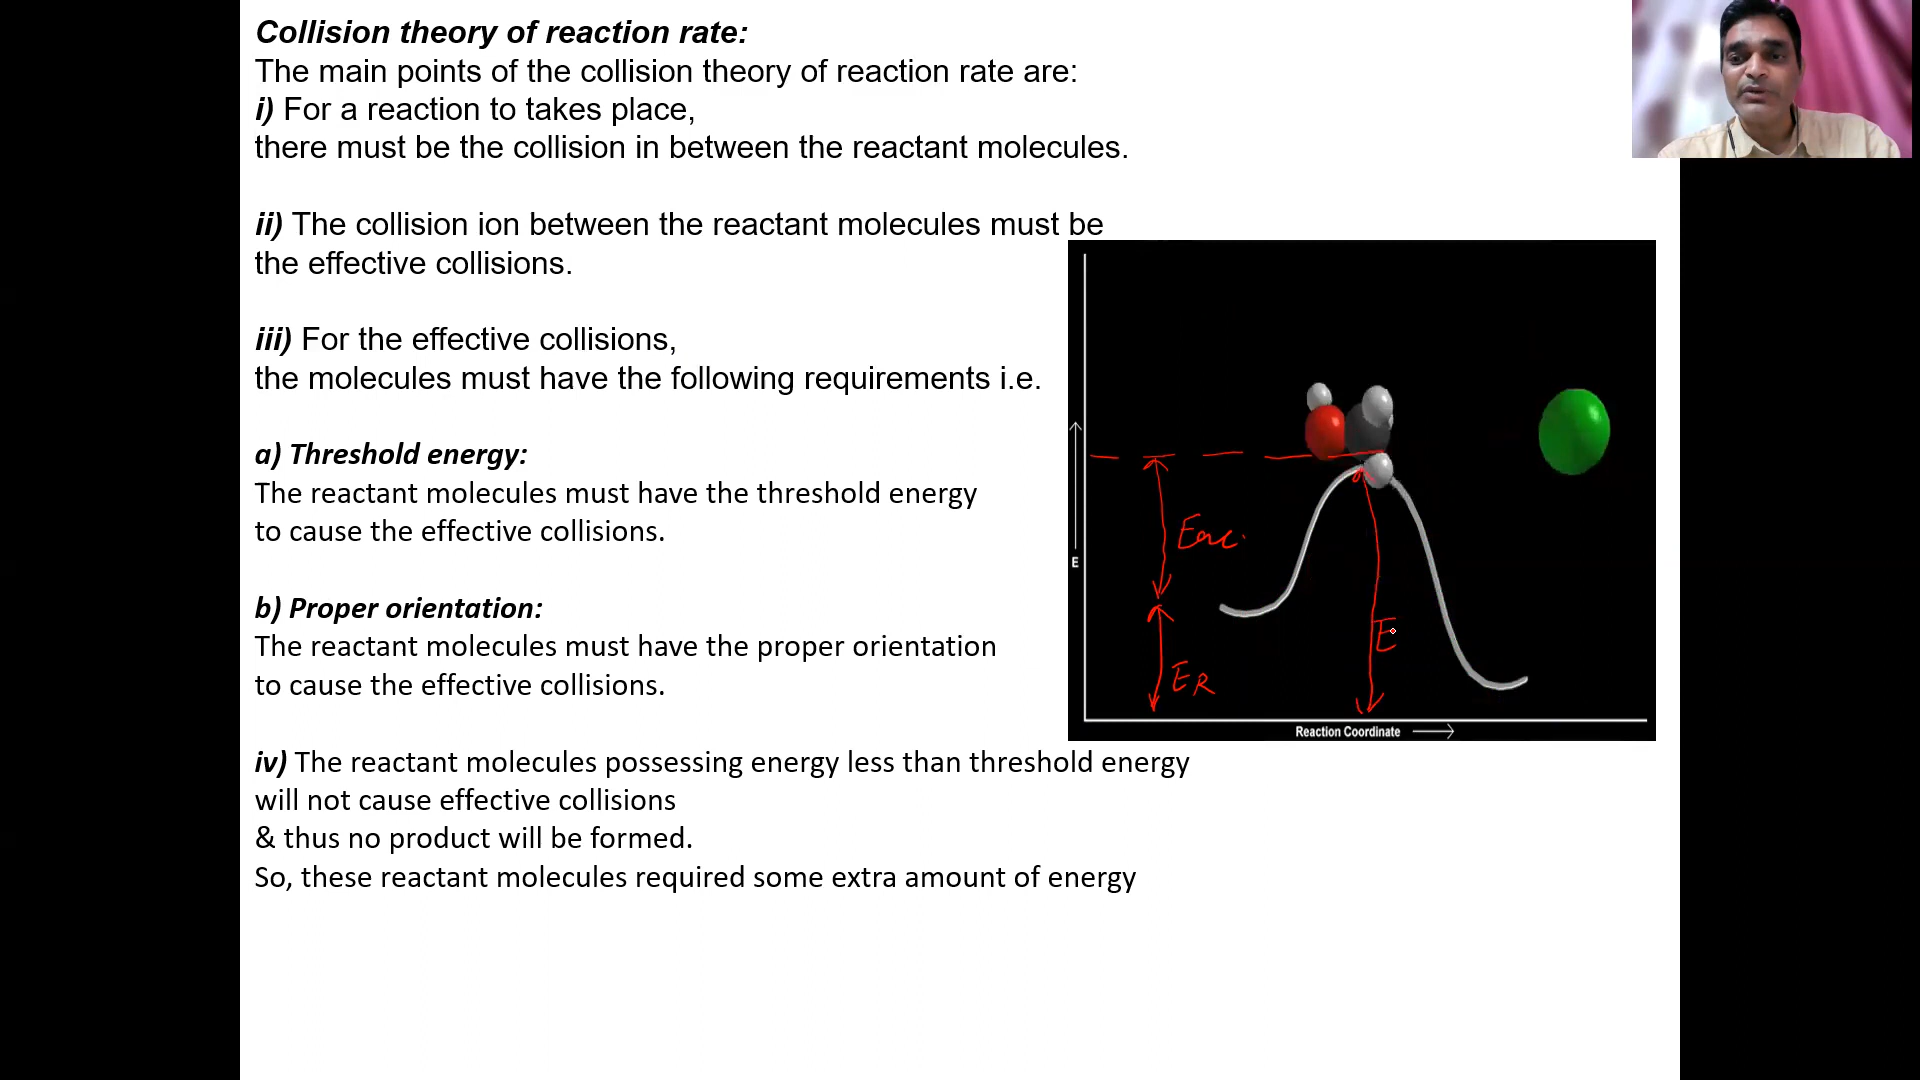 Collision theory of reaction rate:
The main points of the collision theory of reaction rate are:
i) For a reaction to takes place,
there must be the collision in between the reactant molecules.
ii) The collision ion between the reactant molecules must be
the effective collisions.
iii) For the effective collisions,
the molecules must have the following requirements i.e.
a) Threshold energy:
The reactant molecules must have the threshold energy
to cause the effective collisions.
b) Proper orientation:
The reactant molecules must have the proper orientation
to cause the effective collisions.
iv) The reactant molecules possessing energy less than threshold energy
will not cause effective collisions
& thus no product will be formed.
So, these reactant molecules required some extra amount of energy
E
Eac.
E
ER
Reaction Coordinate